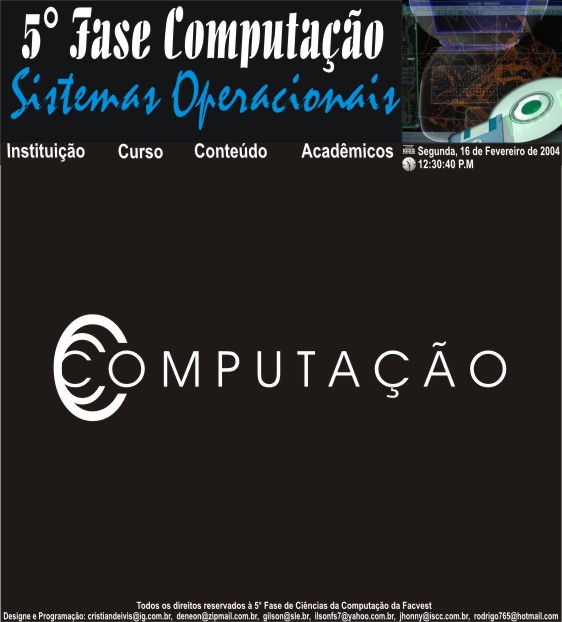 5° Fase Computação
Sistemas Operacionais
Instituição Curso Conteúdo Acadêmicos
Segunda, 16 de Fevereiro de 2004
12:30:40 P.M
COMPUTAÇÃO
Todos os direitos reservados à 5° Fase de Ciências da Computação da Facvest
Designe e Programação: cristiandeivis@ig.com.br, deneon@zipmail.com.br, gilson@sle.br, ilsonfs7@yahoo.com.br, jhonny@iscc.com.br, rodrigo765@hotmail.com